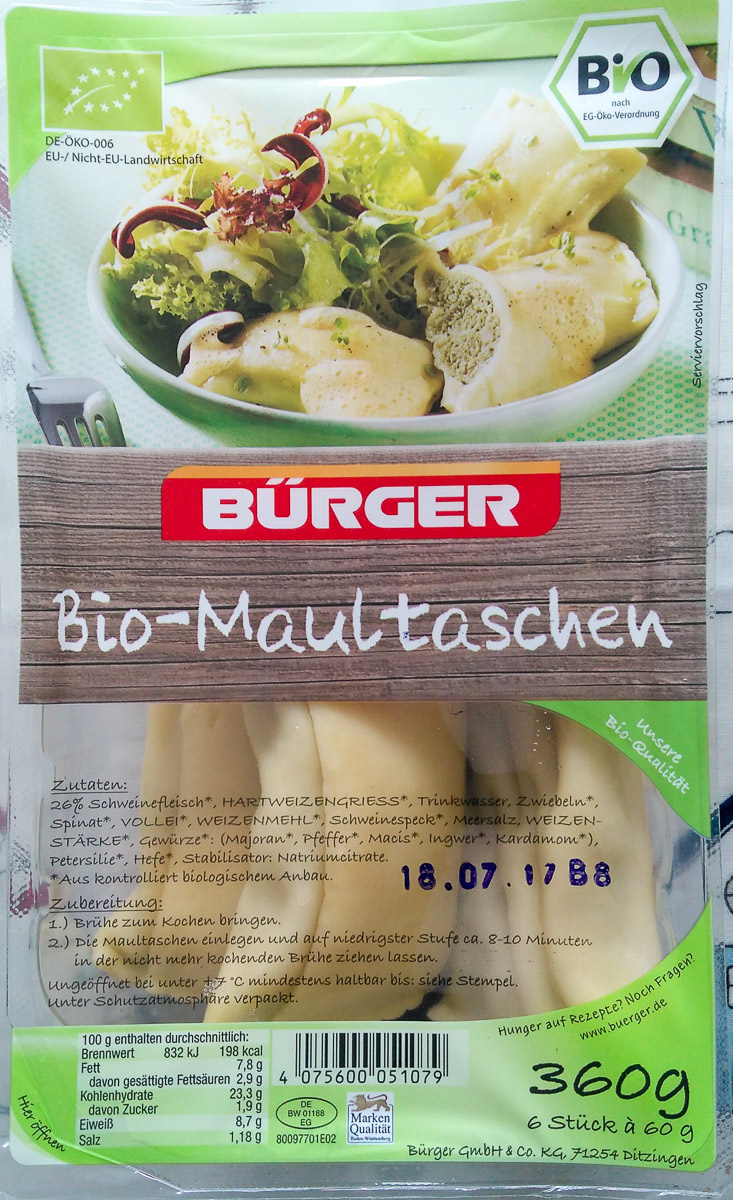 BiO
nach
EG-Öko-Verordnung
DE-ÖKO-006
EU-/ Nicht-EU-Landwirtschaft
Serviervorschlag
BÜRGER
Bio-Maultaschen
Unsere
Bio-Qualität
Zutaten:
26% Schweinefleisch*, HARTWEIZENGRIESS*, Trinkwasser, Zwiebeln*,
Spinat*, VOLLEI*, WEIZENMEHL*, Schweinespeck*, Meersalz, WEIZEN-
STÄRKE*, Gewürze*: (Majoran*, Pfeffer*, Macis*, Ingwer*, Kardamom*),
Petersilie*, Hefe*, Stabilisator: Natriumcitrate.
*Aus kontrolliert biologischem Anbau.
18.07.17 B8
Zubereitung:
1.) Brühe zum Kochen bringen.
2.) Die Maultaschen einlegen und auf niedrigster Stufe ca. 8-10 Minuten
in der nicht mehr kochenden Brühe ziehen lassen.
Ungeöffnet bei unter +7 °C mindestens haltbar bis: siehe Stempel.
Unter Schutzatmosphäre verpackt.
Hunger auf Rezepte? Noch Fragen?
www.buerger.de
100 g enthalten durchschnittlich:
Brennwert 832 kJ 198 kcal
Fett 7,8 g
davon gesättigte Fettsäuren 2,9 g
Kohlenhydrate 23,3 g
davon Zucker 1,9 g
Eiweiß 8,7 g
Salz 1,18 g
4 075600 051079
DE
BW 01188
EG
80097701E02
Marken
Qualität
Baden Württemberg
360g
6 Stück à 60 g
Bürger GmbH & Co. KG, 71254 Ditzingen
Hier öffnen